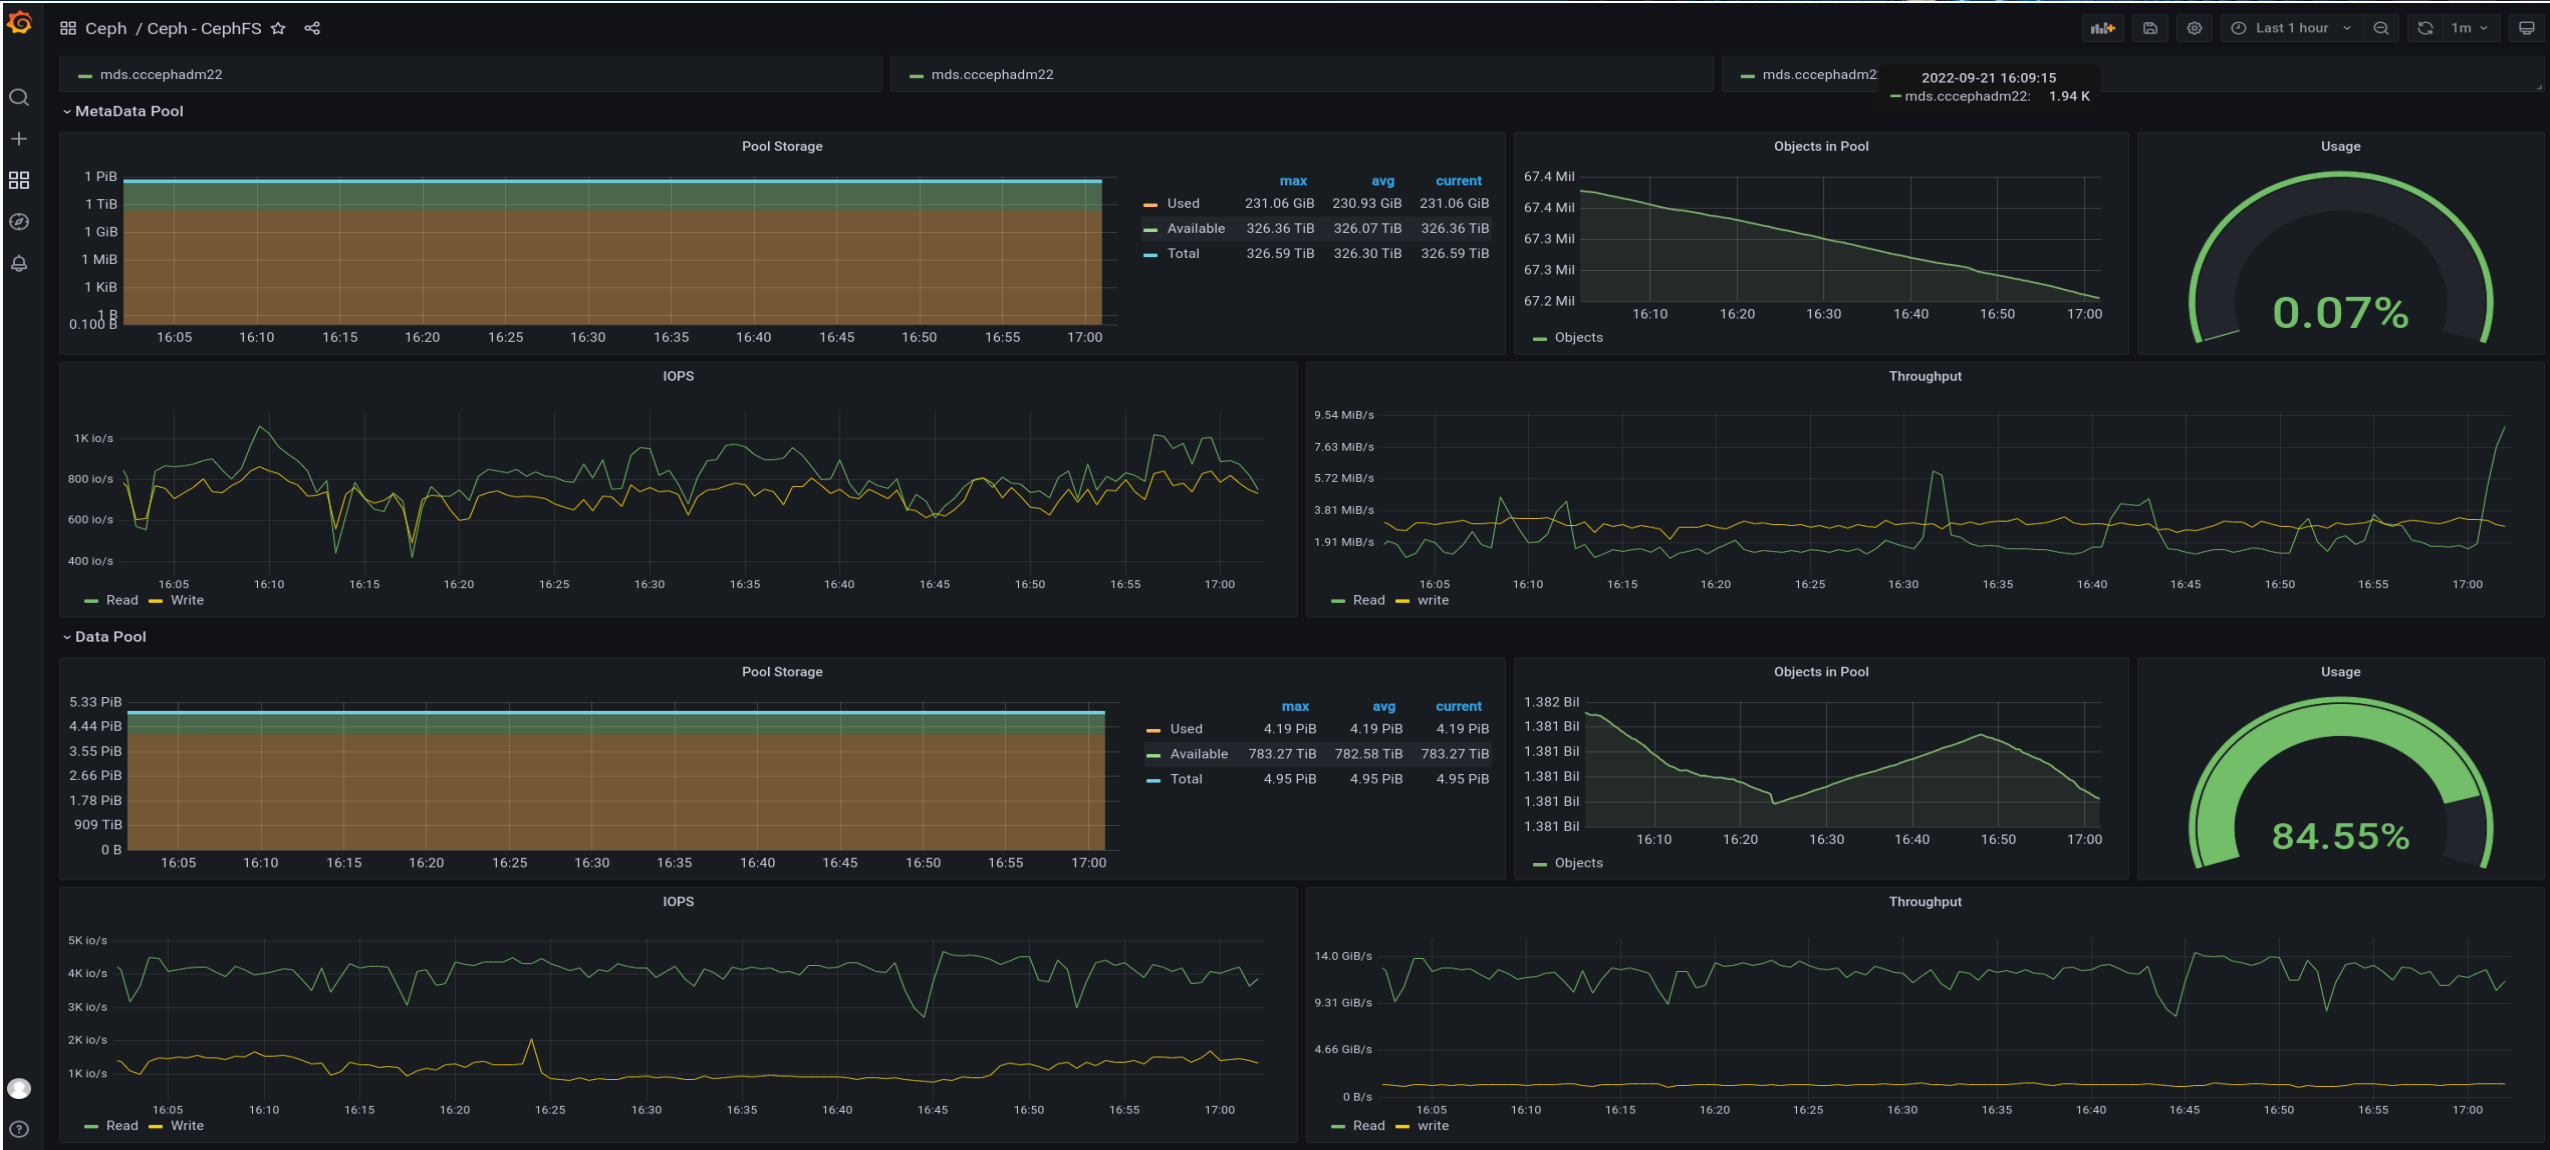 Ceph / Ceph - CephFS
Last 1 hour
1m
mds.cccephadm22
mds.cccephadm22
mds.cccephadm2
2022-09-21 16:09:15
mds.cccephadm22: 1.94 K
MetaData Pool
Pool Storage
1 PiB
1 TiB
1 GiB
1 MiB
1 KiB
1 B
0.100 B
16:05 16:10 16:15 16:20 16:25 16:30 16:35 16:40 16:45 16:50 16:55 17:00
max avg current
Used 231.06 GiB 230.93 GiB 231.06 GiB
Available 326.36 TiB 326.07 TiB 326.36 TiB
Total 326.59 TiB 326.30 TiB 326.59 TiB
Objects in Pool
67.4 Mil
67.4 Mil
67.3 Mil
67.3 Mil
67.2 Mil
16:10 16:20 16:30 16:40 16:50 17:00
Objects
Usage
0.07%
IOPS
1K io/s
800 io/s
600 io/s
400 io/s
16:05 16:10 16:15 16:20 16:25 16:30 16:35 16:40 16:45 16:50 16:55 17:00
Read Write
Throughput
9.54 MiB/s
7.63 MiB/s
5.72 MiB/s
3.81 MiB/s
1.91 MiB/s
16:05 16:10 16:15 16:20 16:25 16:30 16:35 16:40 16:45 16:50 16:55 17:00
Read write
Data Pool
Pool Storage
5.33 PiB
4.44 PiB
3.55 PiB
2.66 PiB
1.78 PiB
909 TiB
0 B
16:05 16:10 16:15 16:20 16:25 16:30 16:35 16:40 16:45 16:50 16:55 17:00
max avg current
Used 4.19 PiB 4.19 PiB 4.19 PiB
Available 783.27 TiB 782.58 TiB 783.27 TiB
Total 4.95 PiB 4.95 PiB 4.95 PiB
Objects in Pool
1.382 Bil
1.381 Bil
1.381 Bil
1.381 Bil
1.381 Bil
1.381 Bil
16:10 16:20 16:30 16:40 16:50 17:00
Objects
Usage
84.55%
IOPS
5K io/s
4K io/s
3K io/s
2K io/s
1K io/s
16:05 16:10 16:15 16:20 16:25 16:30 16:35 16:40 16:45 16:50 16:55 17:00
Read Write
Throughput
14.0 GiB/s
9.31 GiB/s
4.66 GiB/s
0 B/s
16:05 16:10 16:15 16:20 16:25 16:30 16:35 16:40 16:45 16:50 16:55 17:00
Read write